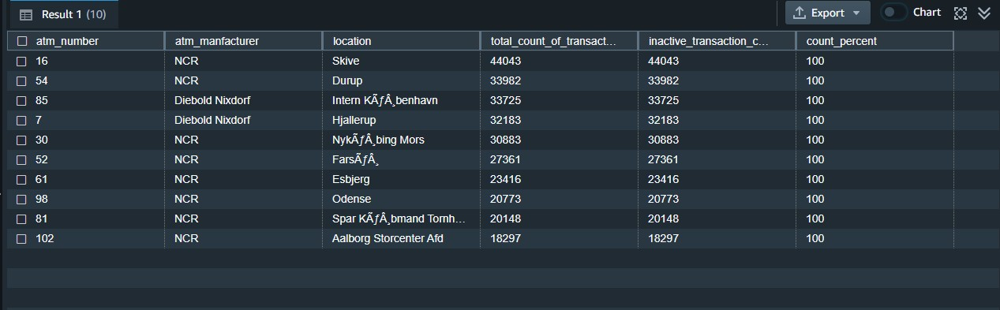 Result 1 (10) Export Chart
atm_number atm_manfacturer location total_count_of_transact... inactive_transaction_c... count_percent
16 NCR Skive 44043 44043 100
54 NCR Durup 33982 33982 100
85 Diebold Nixdorf Intern KÃƒÂ¸benhavn 33725 33725 100
7 Diebold Nixdorf Hjallerup 32183 32183 100
30 NCR NykÃƒÂ¸bing Mors 30883 30883 100
52 NCR FarsÃƒÂ¸ 27361 27361 100
61 NCR Esbjerg 23416 23416 100
98 NCR Odense 20773 20773 100
81 NCR Spar KÃƒÂ¸bmand Tornh... 20148 20148 100
102 NCR Aalborg Storcenter Afd 18297 18297 100